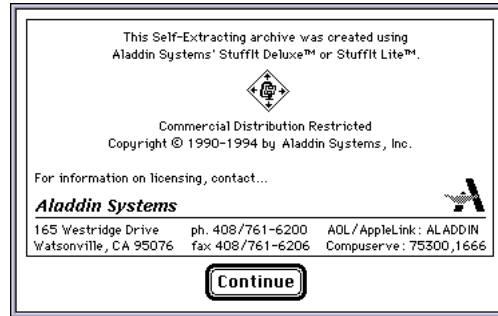 This Self-Extracting archive was created using
Aladdin Systems' StuffIt Deluxe™ or StuffIt Lite™.
Commercial Distribution Restricted
Copyright © 1990-1994 by Aladdin Systems, Inc.
For information on licensing, contact...
Aladdin Systems
165 Westridge Drive ph. 408/761-6200 AOL/AppleLink: ALADDIN
Watsonville, CA 95076 fax 408/761-6206 Compuserve: 75300,1666
Continue